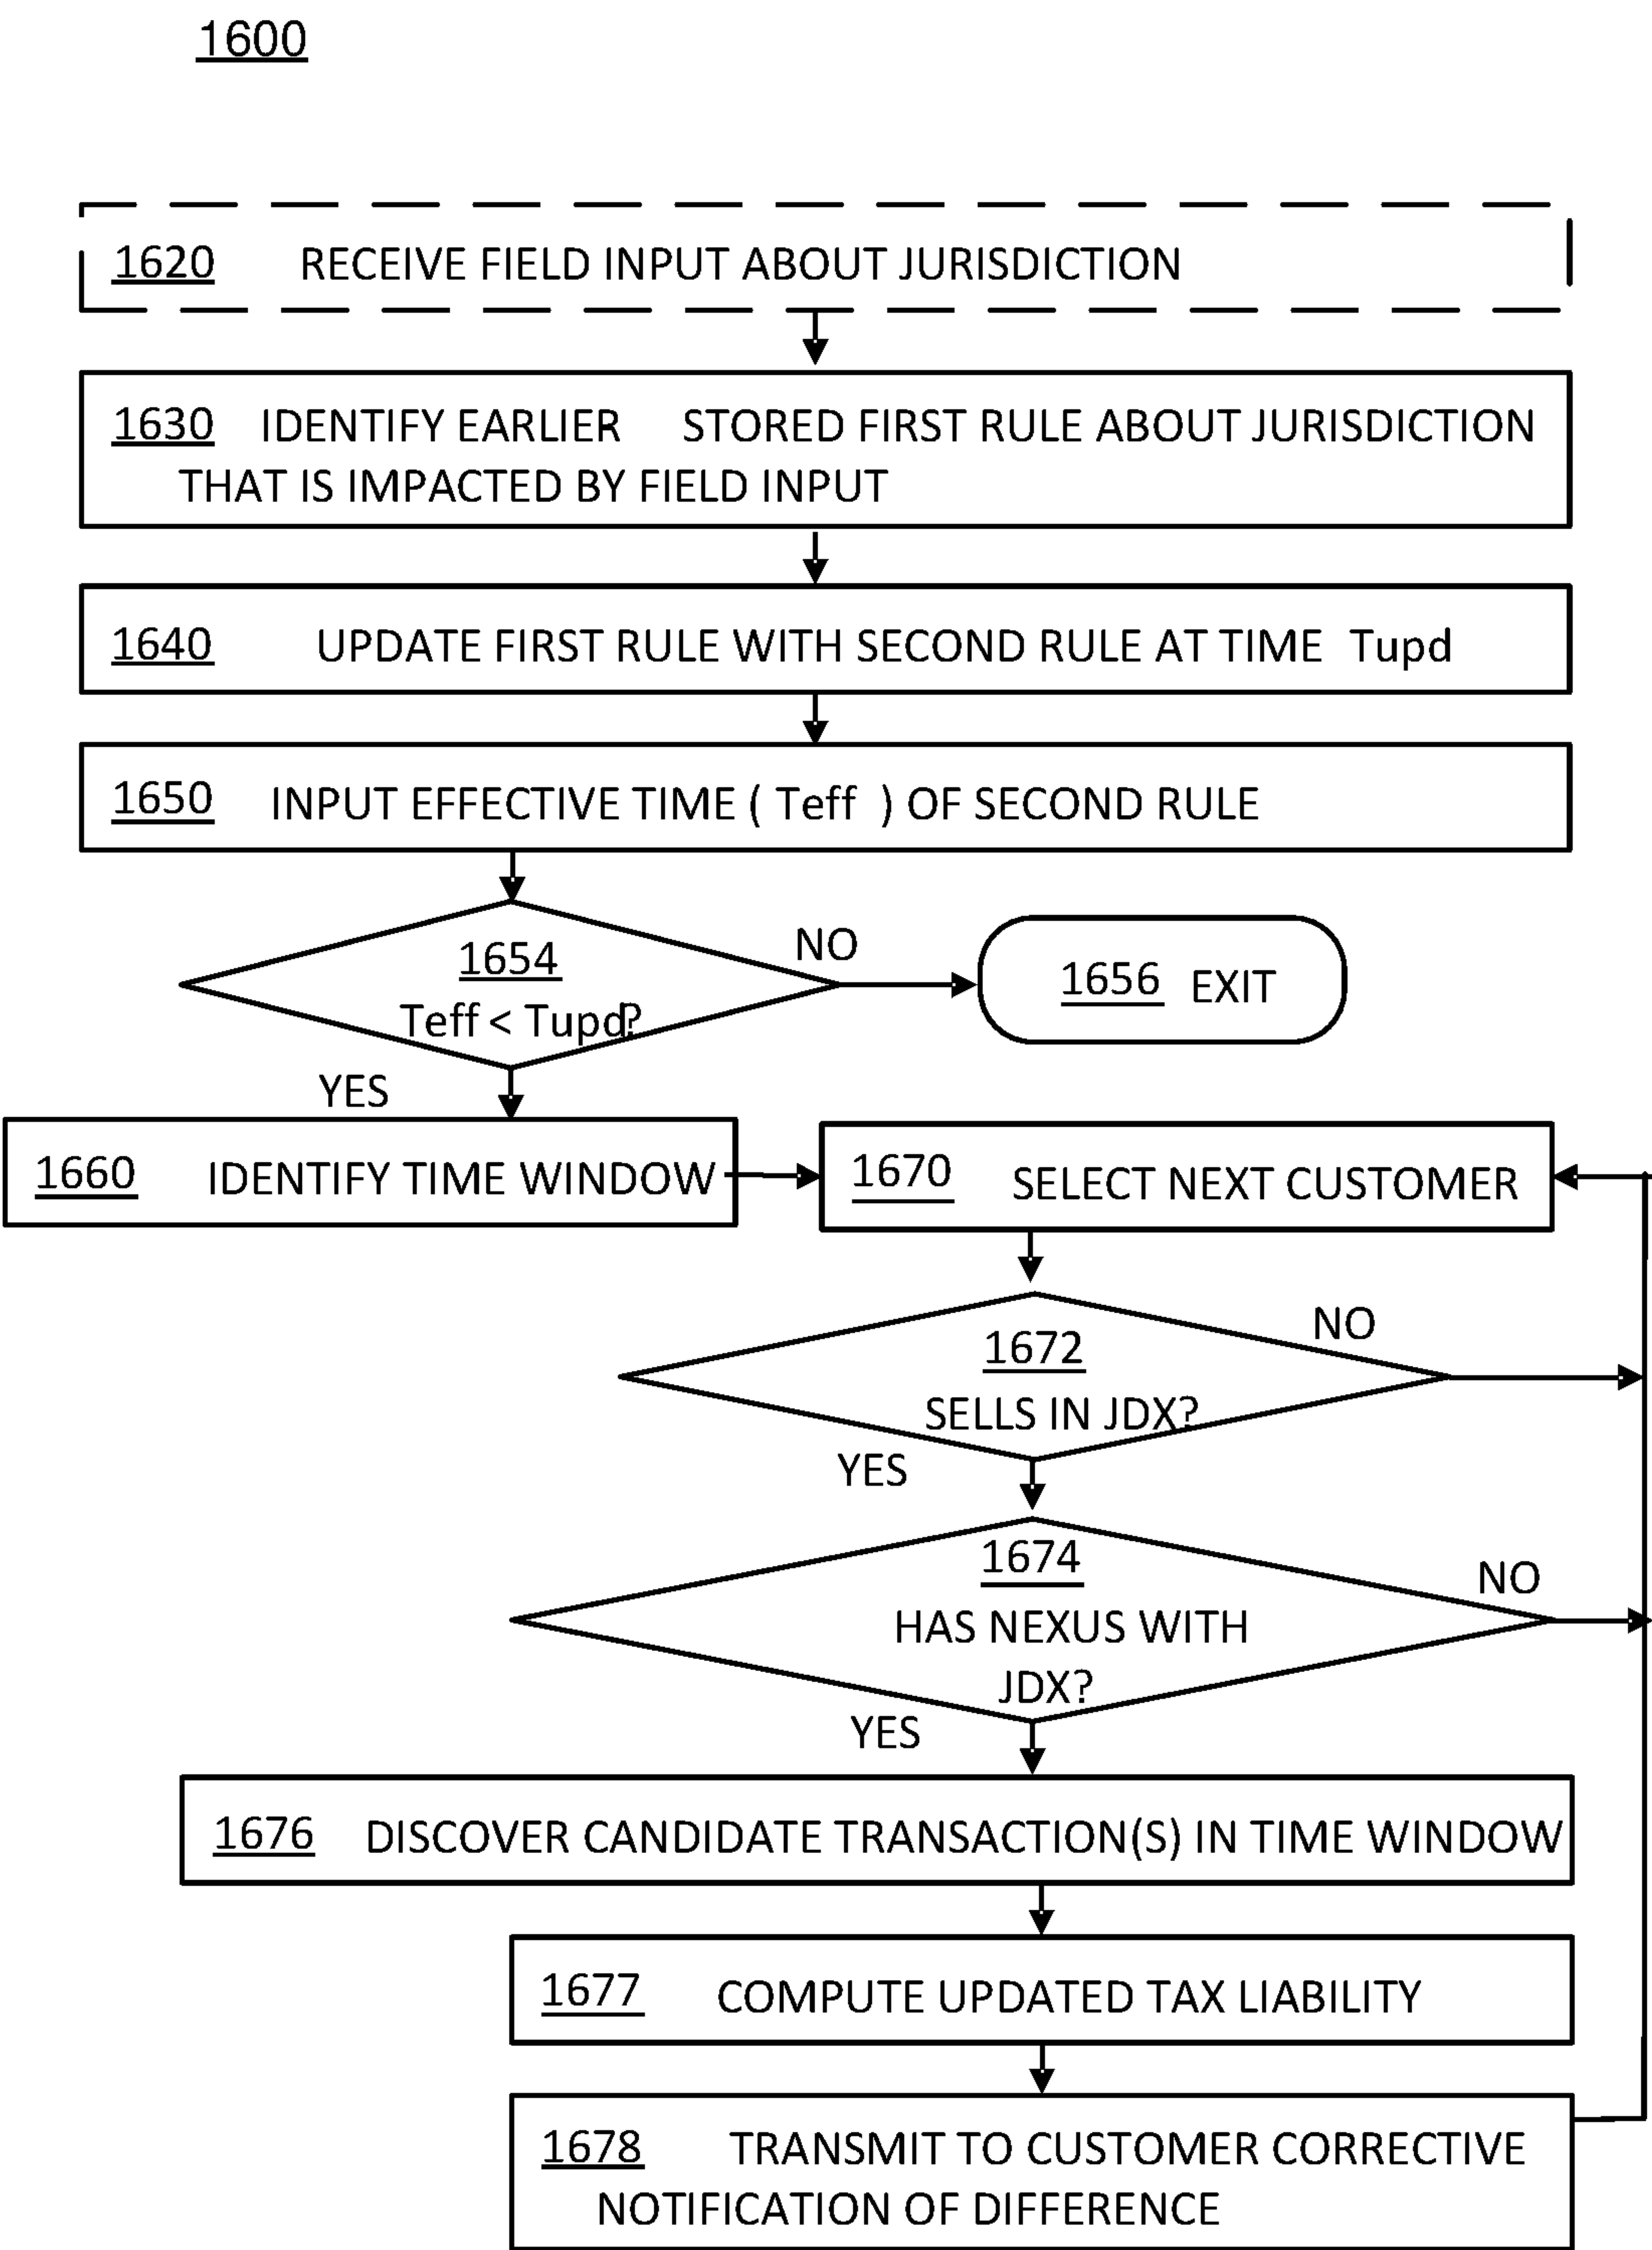 1600
1620 RECEIVE FIELD INPUT ABOUT JURISDICTION
1630 IDENTIFY EARLIER STORED FIRST RULE ABOUT JURISDICTION
THAT IS IMPACTED BY FIELD INPUT
1640 UPDATE FIRST RULE WITH SECOND RULE AT TIME Tupd
1650 INPUT EFFECTIVE TIME ( Teff ) OF SECOND RULE
1654
Teff < Tupd?
NO
1656 EXIT
YES
1660 IDENTIFY TIME WINDOW
1670 SELECT NEXT CUSTOMER
1672
SELLS IN JDX?
NO
YES
1674
HAS NEXUS WITH
JDX?
NO
YES
1676 DISCOVER CANDIDATE TRANSACTION(S) IN TIME WINDOW
1677 COMPUTE UPDATED TAX LIABILITY
1678 TRANSMIT TO CUSTOMER CORRECTIVE
NOTIFICATION OF DIFFERENCE